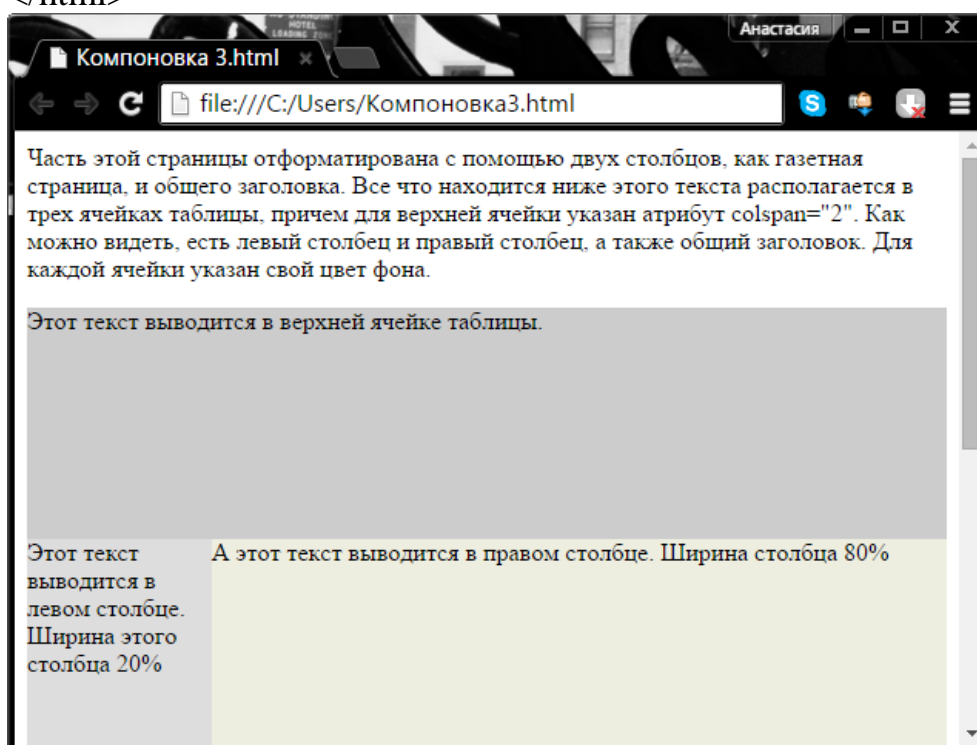 </html>
HOTEL
LOADING ZONE
Анастасия
Компоновка 3.html
file:///C:/Users/Компоновка3.html
Часть этой страницы отформатирована с помощью двух столбцов, как газетная
страница, и общего заголовка. Все что находится ниже этого текста располагается в
трех ячейках таблицы, причем для верхней ячейки указан атрибут colspan="2". Как
можно видеть, есть левый столбец и правый столбец, а также общий заголовок. Для
каждой ячейки указан свой цвет фона.
Этот текст выводится в верхней ячейке таблицы.
Этот текст
выводится в
левом столбце.
Ширина этого
столбца 20%
А этот текст выводится в правом столбце. Ширина столбца 80%